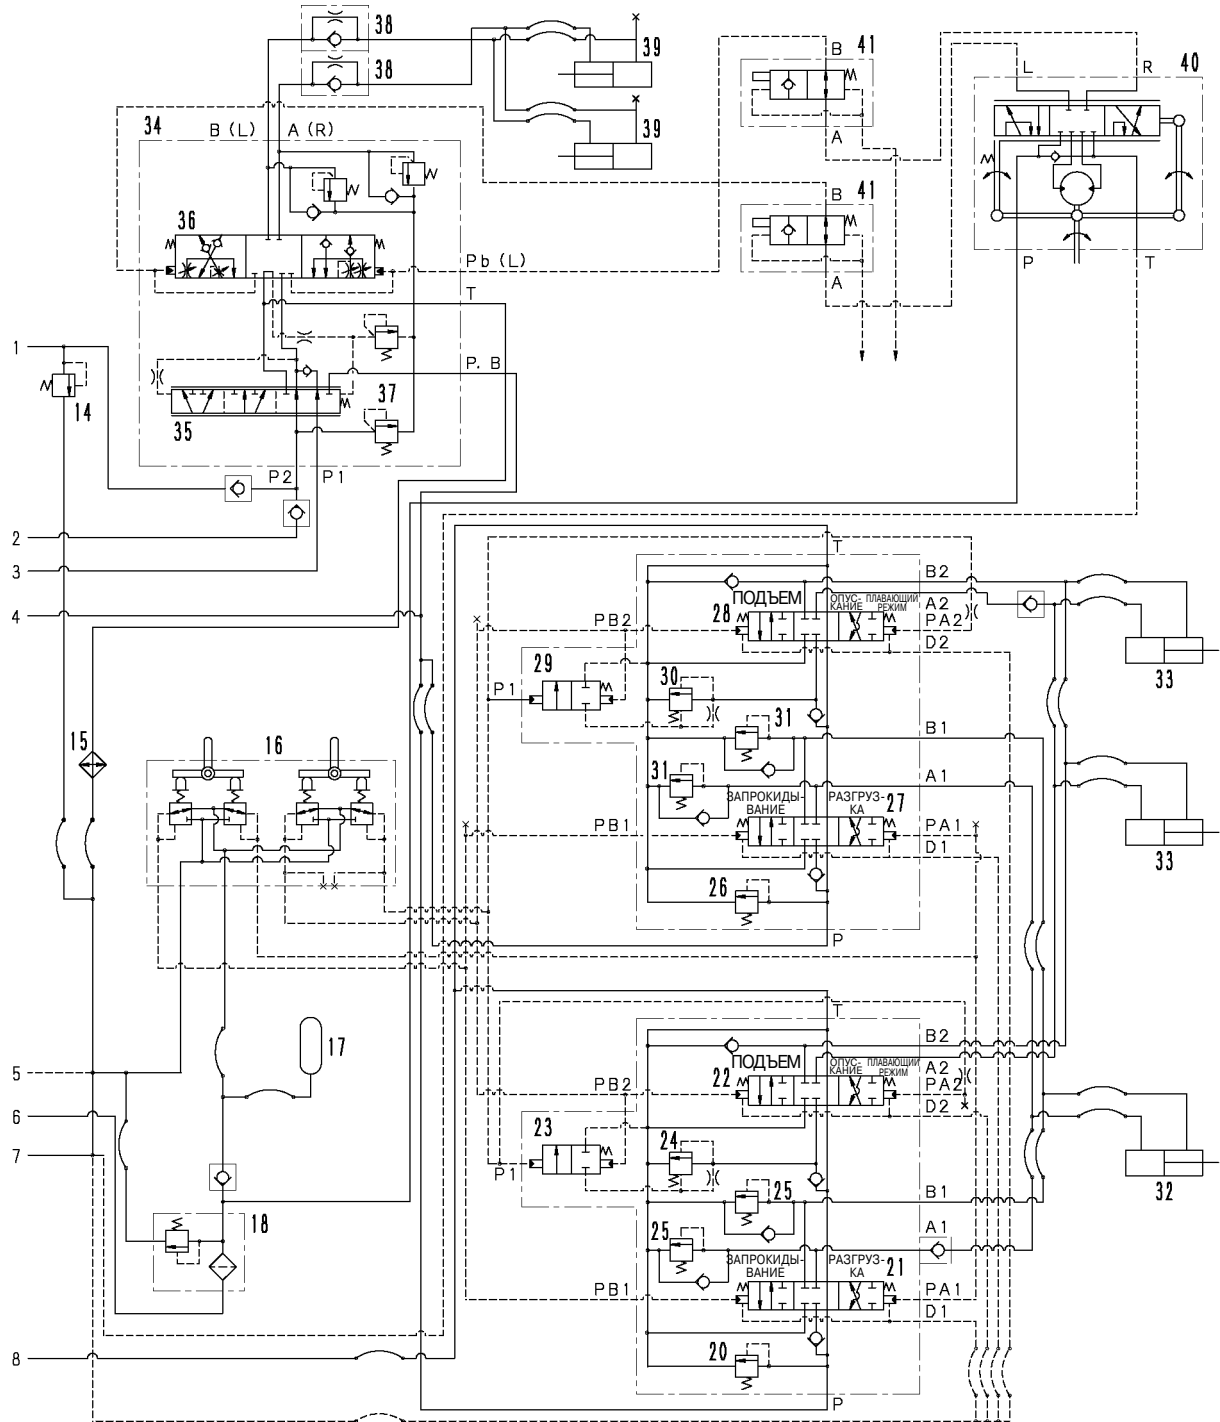 38
38
39
39
34
B (L)
A (R)
36
Pb (L)
T
P. B
37
35
P2
P1
1
14
2
3
4
B
41
A
B
41
A
L
R
40
P
T
T
ПОДЪЕМ
ОПУС-
КАНИЕ
ПЛАВАЮЩИЙ
РЕЖИМ
B2
A2
PB2
28
PA2
D2
29
P1
30
31
B1
31
A1
ЗАПРОКИДЫ-
ВАНИЕ
РАЗГРУЗ-
КА
27
PB1
PA1
D1
26
P
33
33
15
16
17
5
6
7
18
8
T
ПОДЪЕМ
ОПУС-
КАНИЕ
ПЛАВАЮЩИЙ
РЕЖИМ
B2
A2
PB2
22
PA2
D2
23
P1
24
25
B1
25
A1
ЗАПРОКИДЫ-
ВАНИЕ
РАЗГРУЗ-
КА
21
PB1
PA1
D1
20
P
32